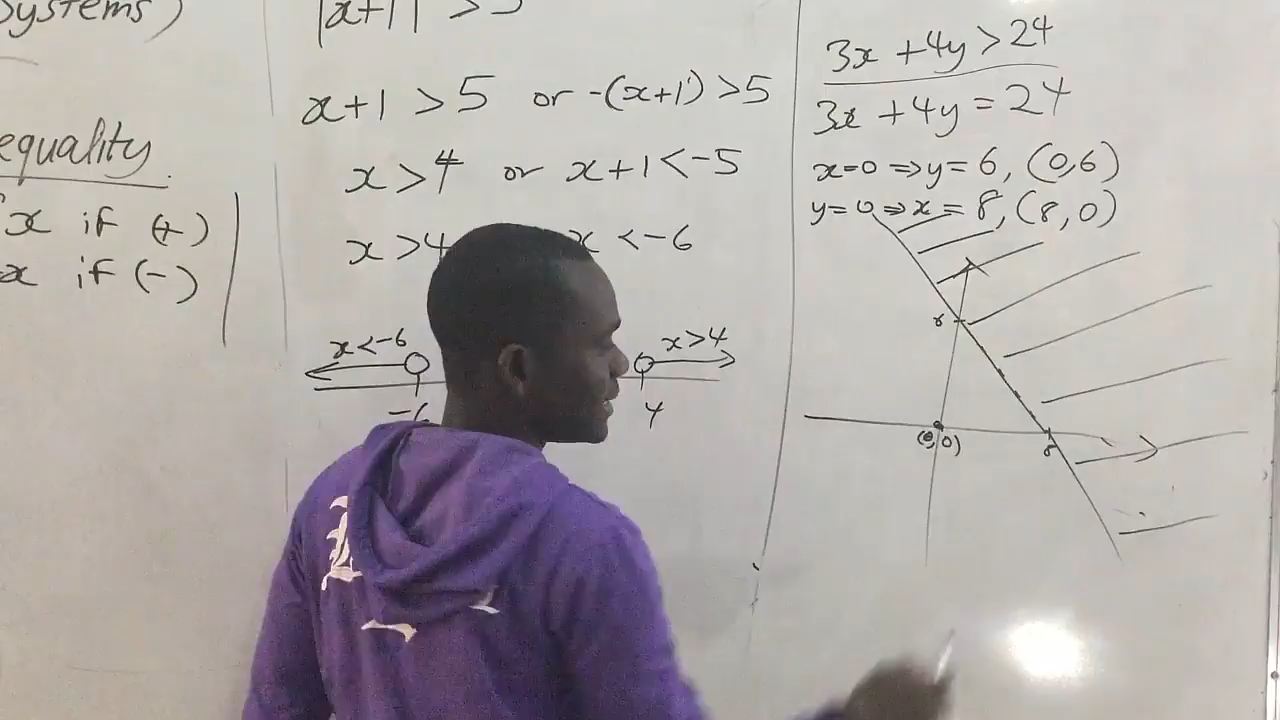 systems)
equality
x if (+)
x if (-)
|x+1| > 5
x+1 > 5 or -(x+1) > 5
x > 4 or x+1 < -5
x > 4 x < -6
x < -6 x > 4
-6 4
3x + 4y > 24
3x + 4y = 24
x=0 ⇒ y = 6, (0,6)
y=0 ⇒ x = 8, (8,0)
6
(0,0) 8